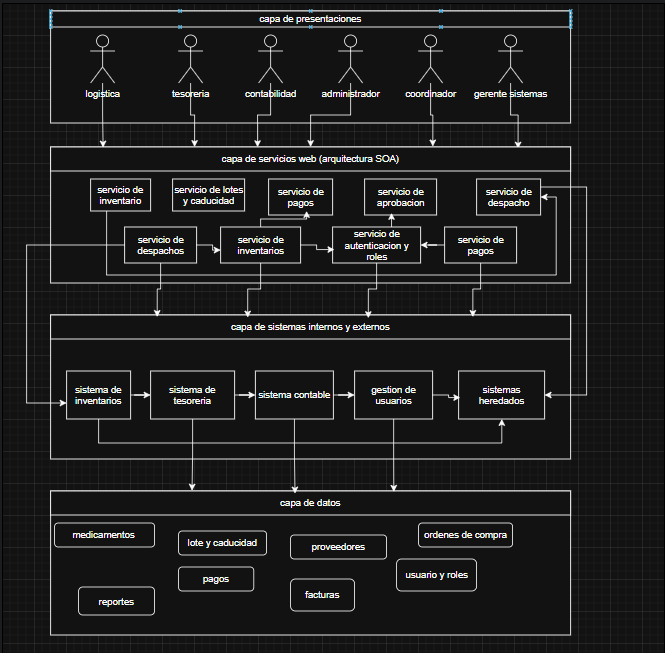 capa de presentaciones
logistica
tesoreria
contabilidad
administrador
coordinador
gerente sistemas
capa de servicios web (arquitectura SOA)
servicio de
inventario
servicio de lotes
y caducidad
servicio de
pagos
servicio de
aprobacion
servicio de
despacho
servicio de
despachos
servicio de
inventarios
servicio de
autenticacion y
roles
servicio de
pagos
capa de sistemas internos y externos
sistema de
inventarios
sistema de
tesoreria
sistema contable
gestion de
usuarios
sistemas
heredados
capa de datos
medicamentos
lote y caducidad
proveedores
ordenes de compra
pagos
usuario y roles
reportes
facturas